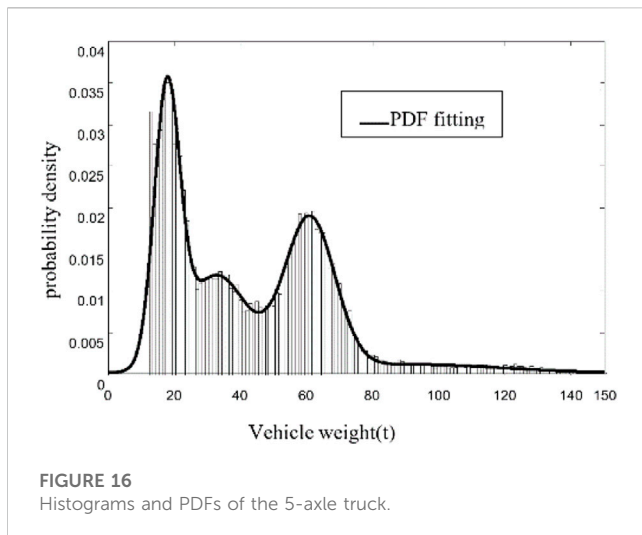 0.04
0.035
0.03
0.02
0.02
0.015
0.01
0.005
0
probability density
PDF fitting
0 20 40 60 80 100 120 140 150
Vehicle weight(t)
FIGURE 16
Histograms and PDFs of the 5-axle truck.